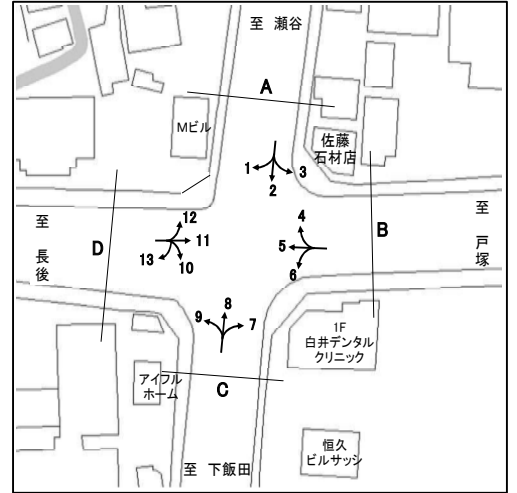 至 瀬谷
A
Mビル
佐藤
石材店
1
2
3
12
11
13
10
4
5
6
至
長
後
D
B
至
戸
塚
9
8
7
1F
白井デンタル
クリニック
アイフル
ホーム
C
至 下飯田
恒久
ビルサッシ